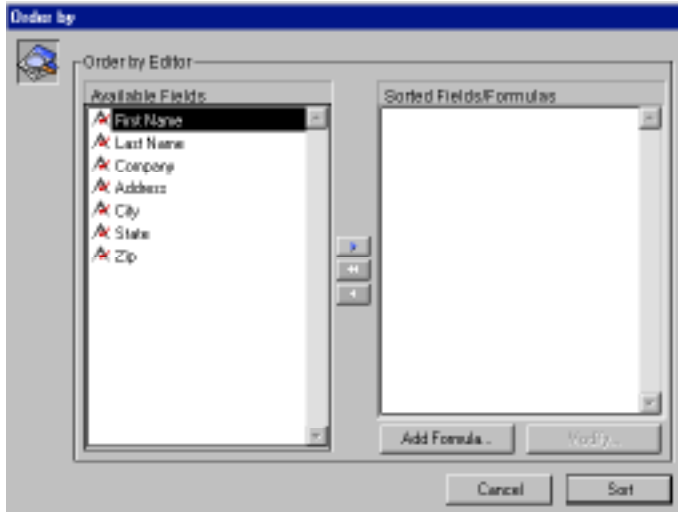 Order by
Order by Editor
Available Fields
Sorted Fields/Formulas
First Name
Last Name
Company
Address
City
State
Zip
Add Formula...
Modify...
Cancel
Sort